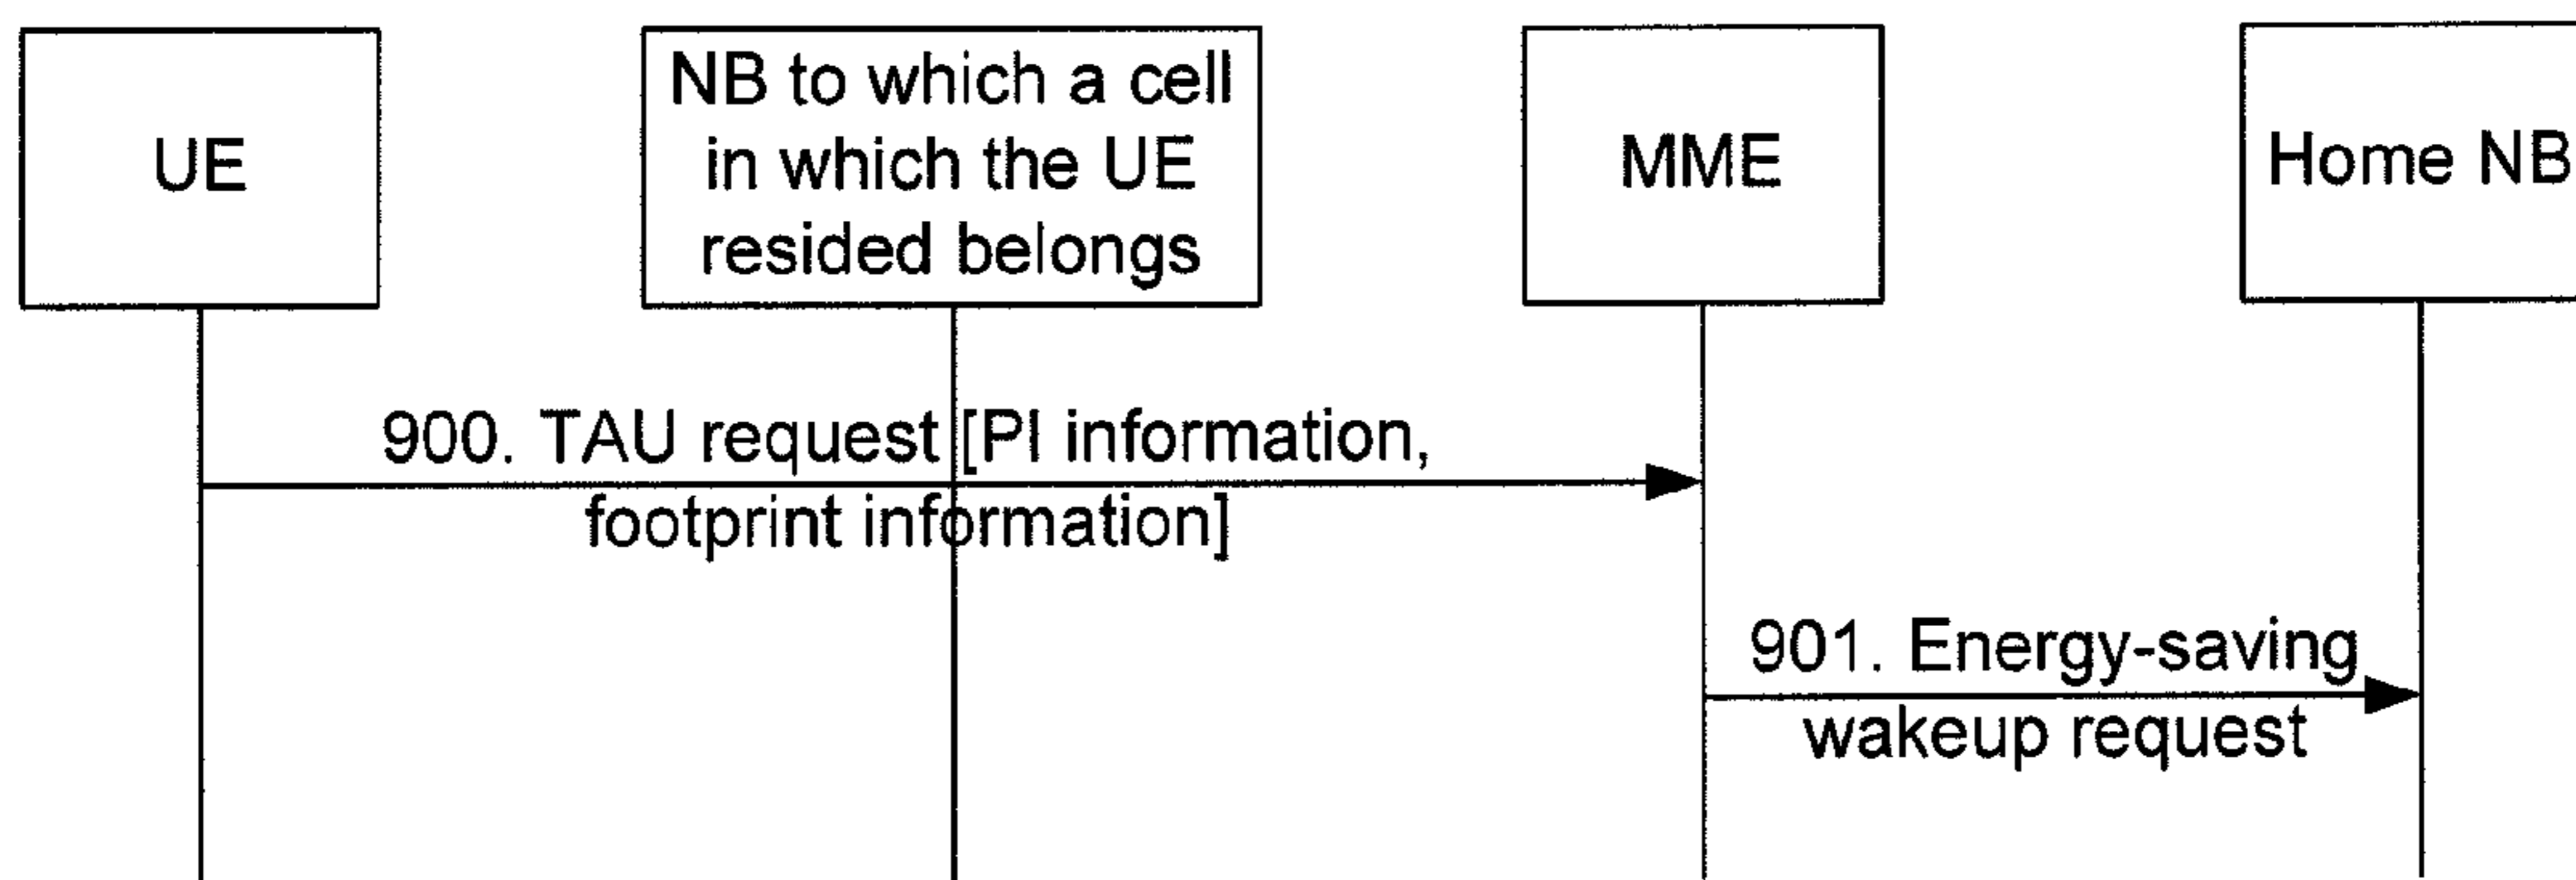 UE
NB to which a cell
in which the UE
resided belongs
MME
Home NB
900. TAU request [PI information,
footprint information]
901. Energy-saving
wakeup request